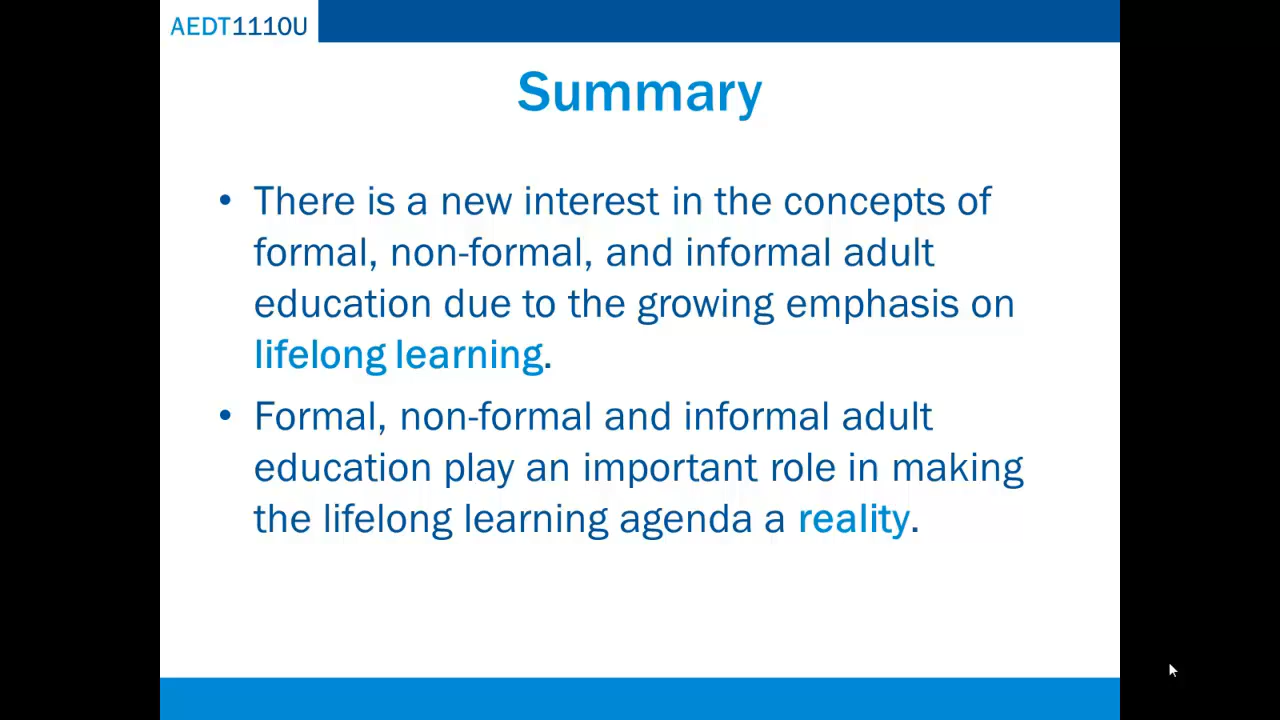 AEDT1110U
Summary
• There is a new interest in the concepts of
formal, non-formal, and informal adult
education due to the growing emphasis on
lifelong learning.
• Formal, non-formal and informal adult
education play an important role in making
the lifelong learning agenda a reality.